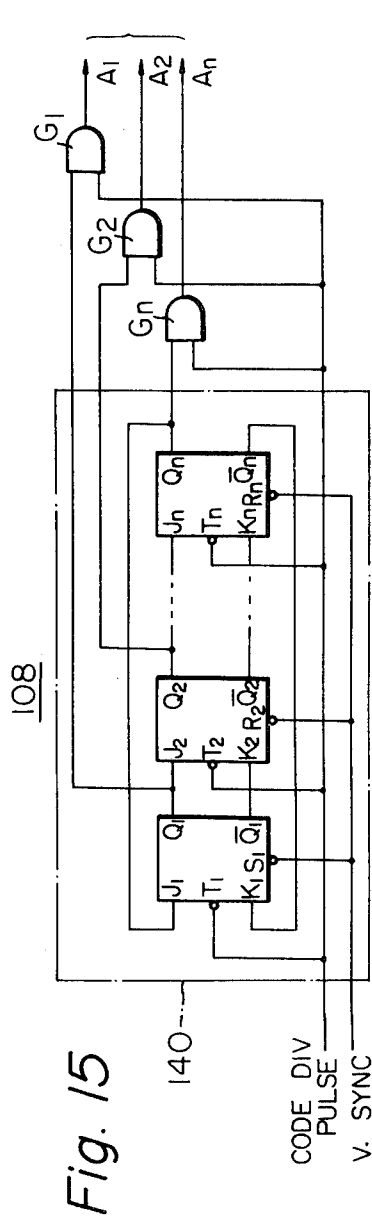 Fig. 15
108
140
CODE DIV
PULSE
V. SYNC
J1 Q1
T1
K1 S1 Q̅1
J2 Q2
T2
K2 R2 Q̅2
Jn Qn
Tn
Kn Rn Q̅n
Gn
G2
G1
A1
A2
An